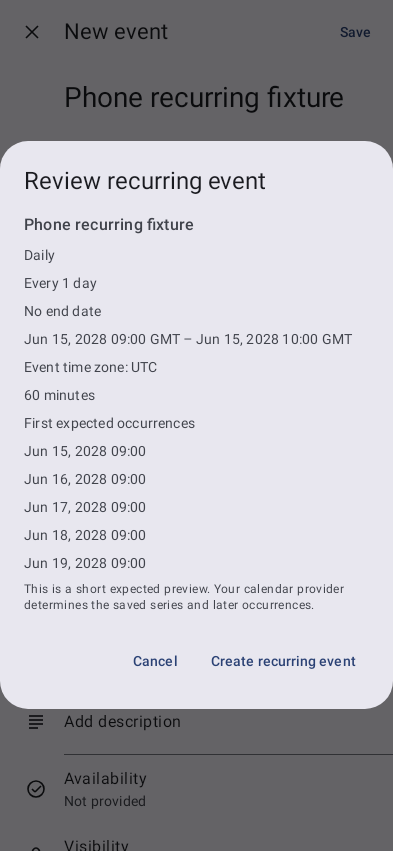 New event
Save
Phone recurring fixture
Review recurring event
Phone recurring fixture
Daily
Every 1 day
No end date
Jun 15, 2028 09:00 GMT – Jun 15, 2028 10:00 GMT
Event time zone: UTC
60 minutes
First expected occurrences
Jun 15, 2028 09:00
Jun 16, 2028 09:00
Jun 17, 2028 09:00
Jun 18, 2028 09:00
Jun 19, 2028 09:00
This is a short expected preview. Your calendar provider
determines the saved series and later occurrences.
Cancel
Create recurring event
Add description
Availability
Not provided
Visibility